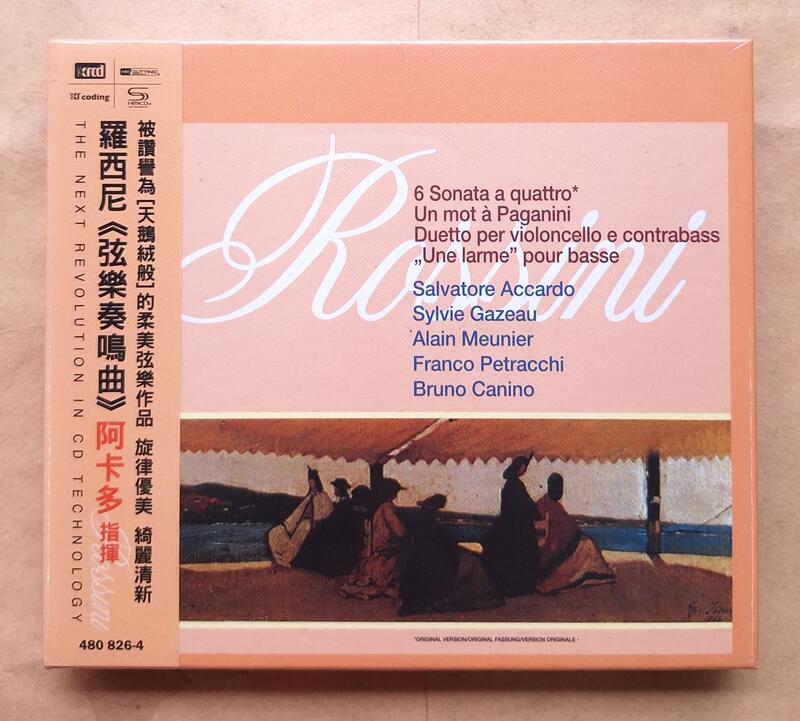 xrcd
HR CUTTING
XR coding
SHM-CD
被讚譽為[天鵝絨般]的柔美弦樂作品 旋律優美 綺麗清新
羅西尼《弦樂奏鳴曲》阿卡多 指揮
THE NEXT REVOLUTION IN CD TECHNOLOGY
480 826-4
Rossini
6 Sonata a quattro*
Un mot à Paganini
Duetto per violoncello e contrabass
„Une larme" pour basse
Salvatore Accardo
Sylvie Gazeau
Alain Meunier
Franco Petracchi
Bruno Canino
*ORIGINAL VERSION/ORIGINAL FASSUNG/VERSION ORIGINALE